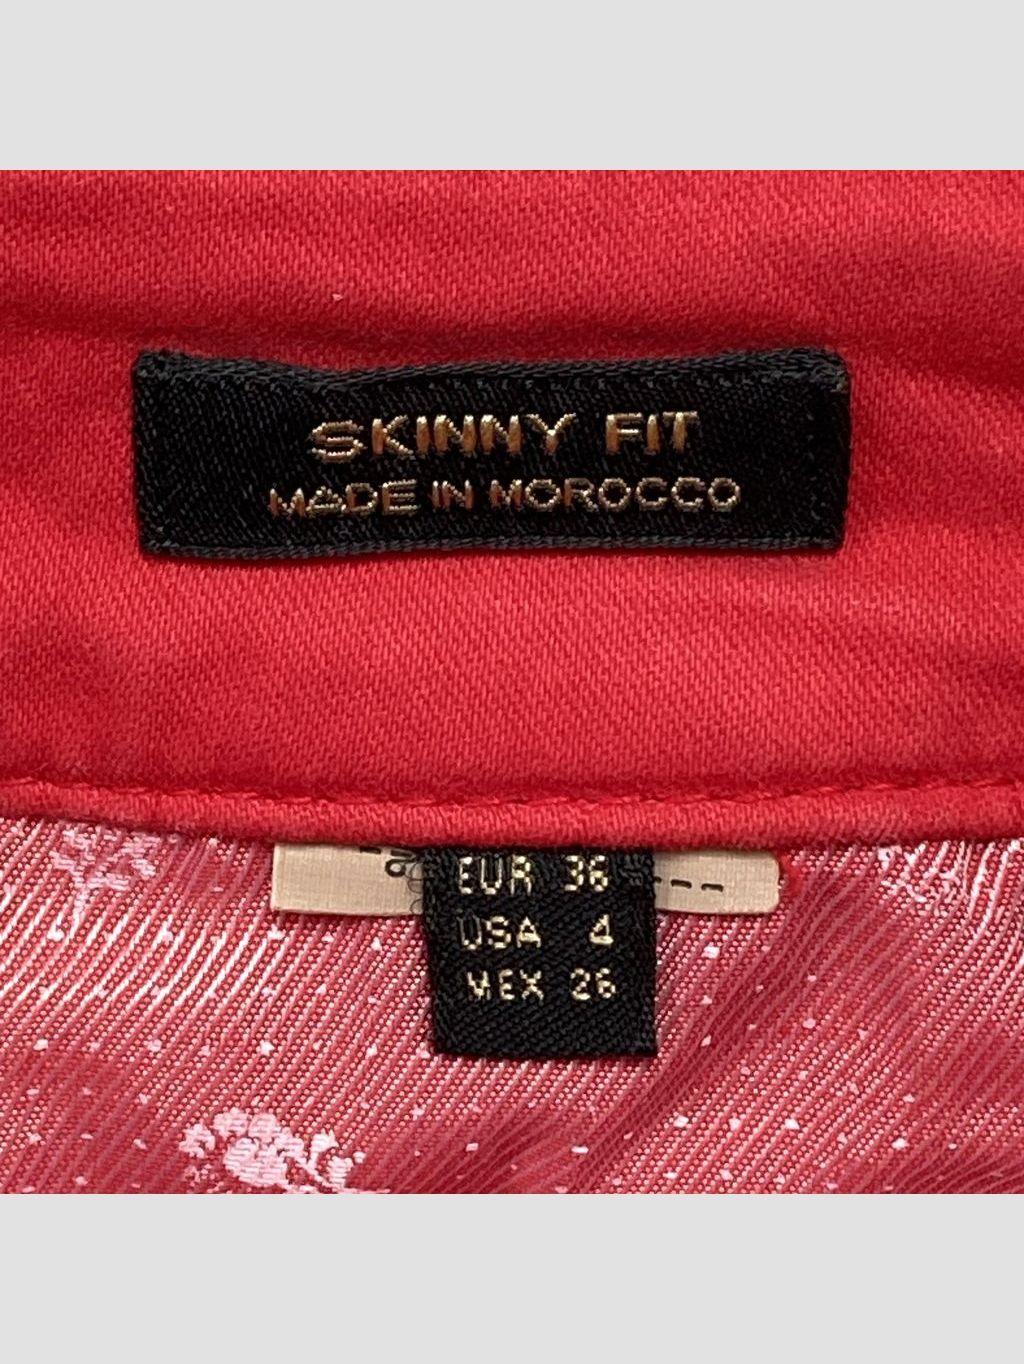 SKINNY FIT
MADE IN MOROCCO
EUR 36
USA 4
MEX 26